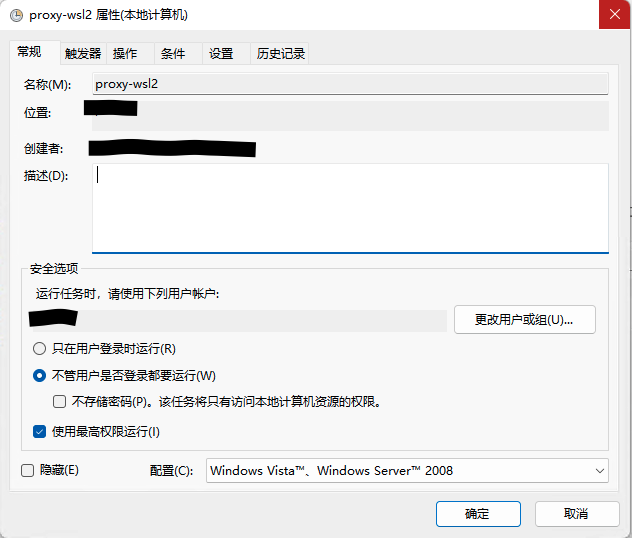 proxy-wsl2 属性(本地计算机)
常规 触发器 操作 条件 设置 历史记录
名称(M): proxy-wsl2
位置:
创建者:
描述(D):
安全选项
运行任务时，请使用下列用户帐户:
更改用户或组(U)...
只在用户登录时运行(R)
不管用户是否登录都要运行(W)
不存储密码(P)。该任务将只有访问本地计算机资源的权限。
使用最高权限运行(I)
隐藏(E) 配置(C): Windows Vista™、Windows Server™ 2008
确定 取消